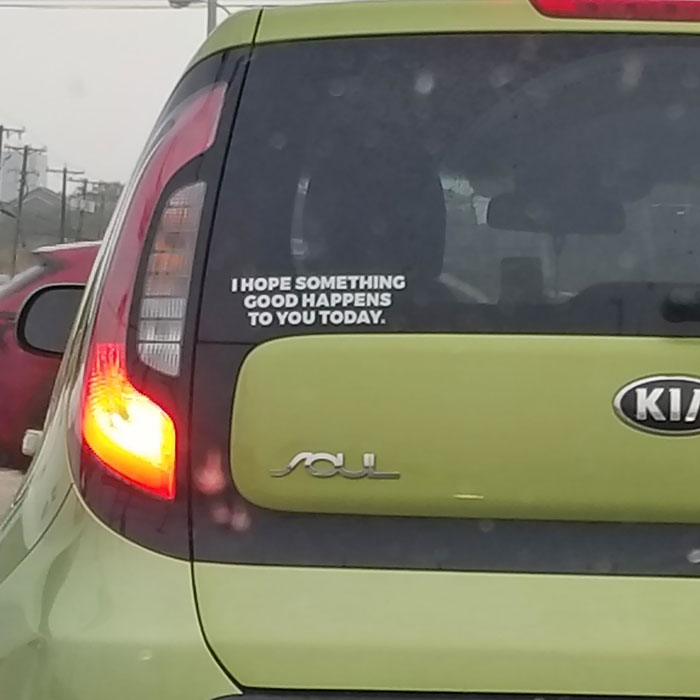 I HOPE SOMETHING
GOOD HAPPENS
TO YOU TODAY.
KIA
SOUL